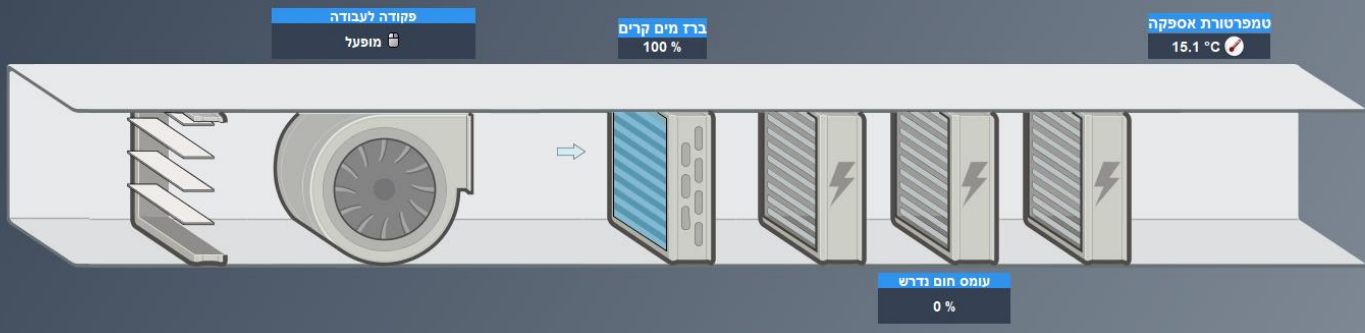 פקודה לעבודה
מופעל
ברז מים קרים
100 %
טמפרטורת אספקה
15.1 °C
עומס חום נדרש
0 %